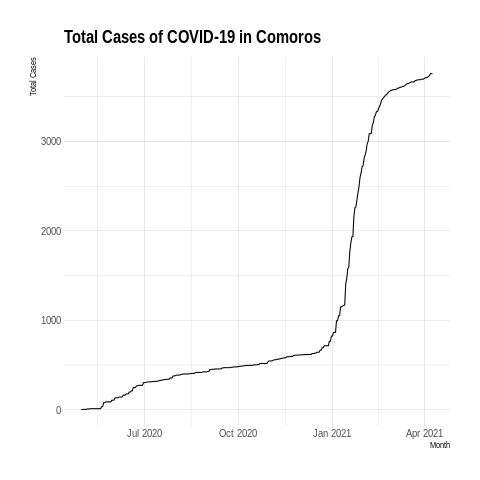 Total Cases of COVID-19 in Comoros
Total Cases
3000
2000
1000
0
Jul 2020 Oct 2020 Jan 2021 Apr 2021
Month